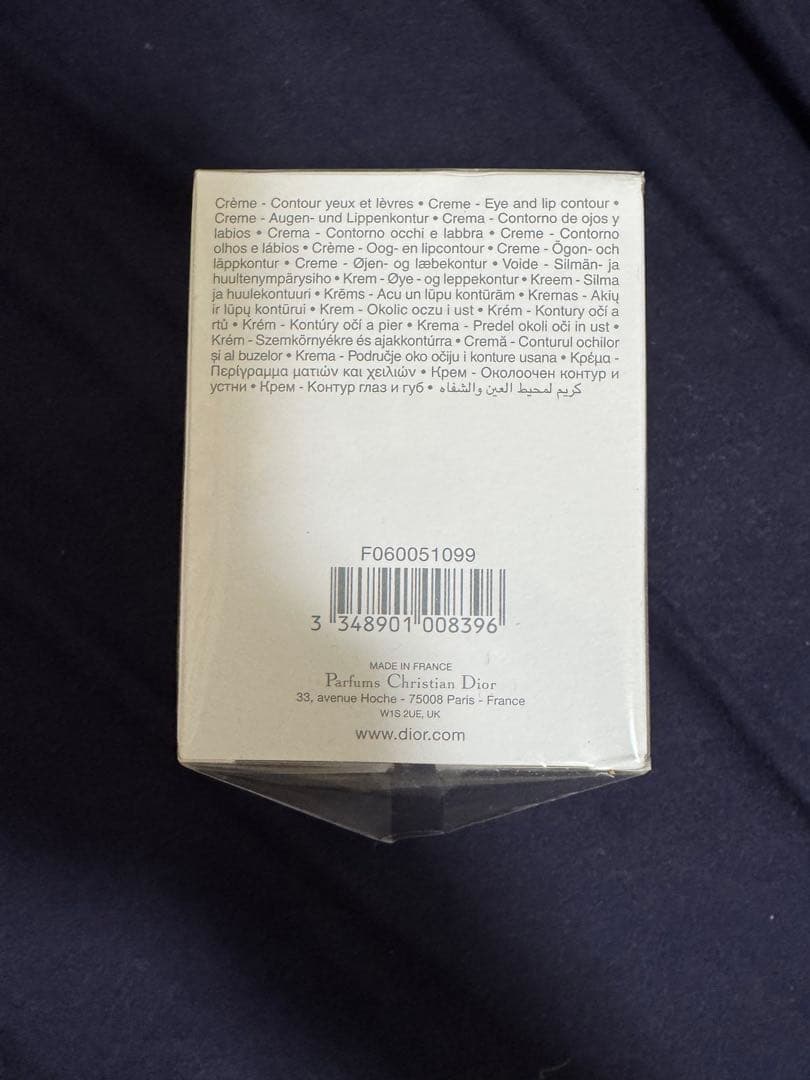 Crème - Contour yeux et lèvres • Creme - Eye and lip contour •
Creme - Augen- und Lippenkontur • Crema - Contorno de ojos y
labios • Crema - Contorno occhi e labbra • Creme - Contorno
olhos e lábios • Crème - Oog- en lipcontour • Creme - Ögon- och
läppkontur • Creme - Øjen- og læbekontur • Voide - Silmän- ja
huultenympärysiho • Krem - Øye - og leppekontur • Kreem - Silma
ja huulekontuuri • Krēms - Acu un lūpu kontūrām • Kremas - Akių
ir lūpų kontūrui • Krem - Okolic oczu i ust • Krém - Kontury očí a
rtů • Krém - Kontúry očí a pier • Krema - Predel okoli oči in ust •
Krém - Szemkörnyékre és ajakkontúrra • Cremă - Conturul ochilor
și al buzelor • Krema - Područje oko očiju i konture usana • Κρέμα -
Περίγραμμα ματιών και χειλιών • Крем - Околоочен контур и
устни • Крем - Контур глаз и губ • كريم لمحيط العين والشفاه
F060051099
3 348901 008396
MADE IN FRANCE
Parfums Christian Dior
33, avenue Hoche - 75008 Paris - France
W1S 2UE, UK
www.dior.com